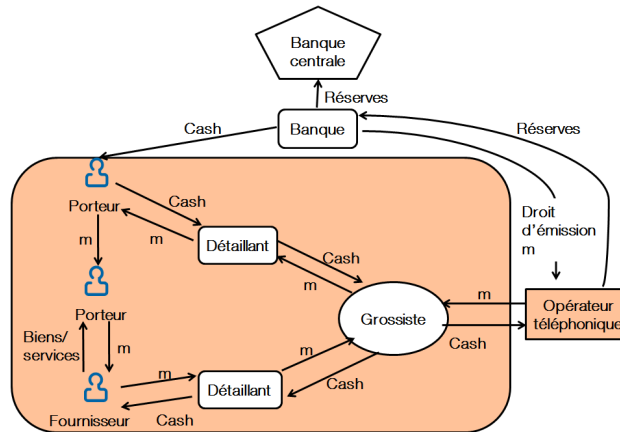 Banque
centrale
Réserves
Cash
Banque
Réserves
Porteur
Cash
m
m
Détaillant
Cash
m
Droit
d'émission
m
Porteur
Biens/
services
m
Grossiste
m
Opérateur
téléphonique
Cash
m
m
Détaillant
Cash
Fournisseur
Cash